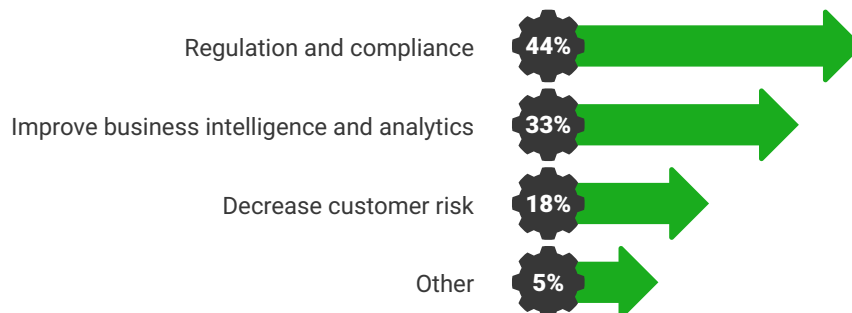 Regulation and compliance 44%
Improve business intelligence and analytics 33%
Decrease customer risk 18%
Other 5%